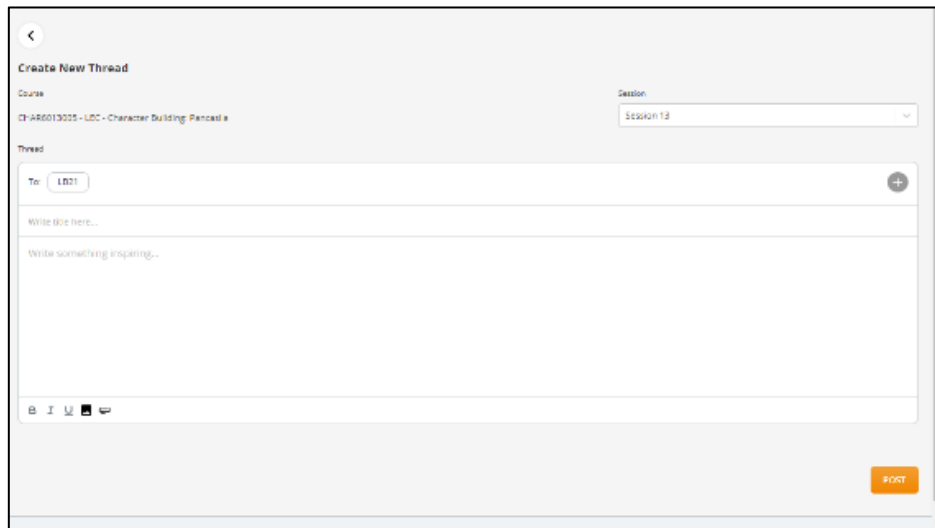 Create New Thread
Course
Session
CHAR6013035 - LEC - Character Building: Pancasila
Session 13
Thread
To: LB21
Write title here...
Write something inspiring...
B I U
POST